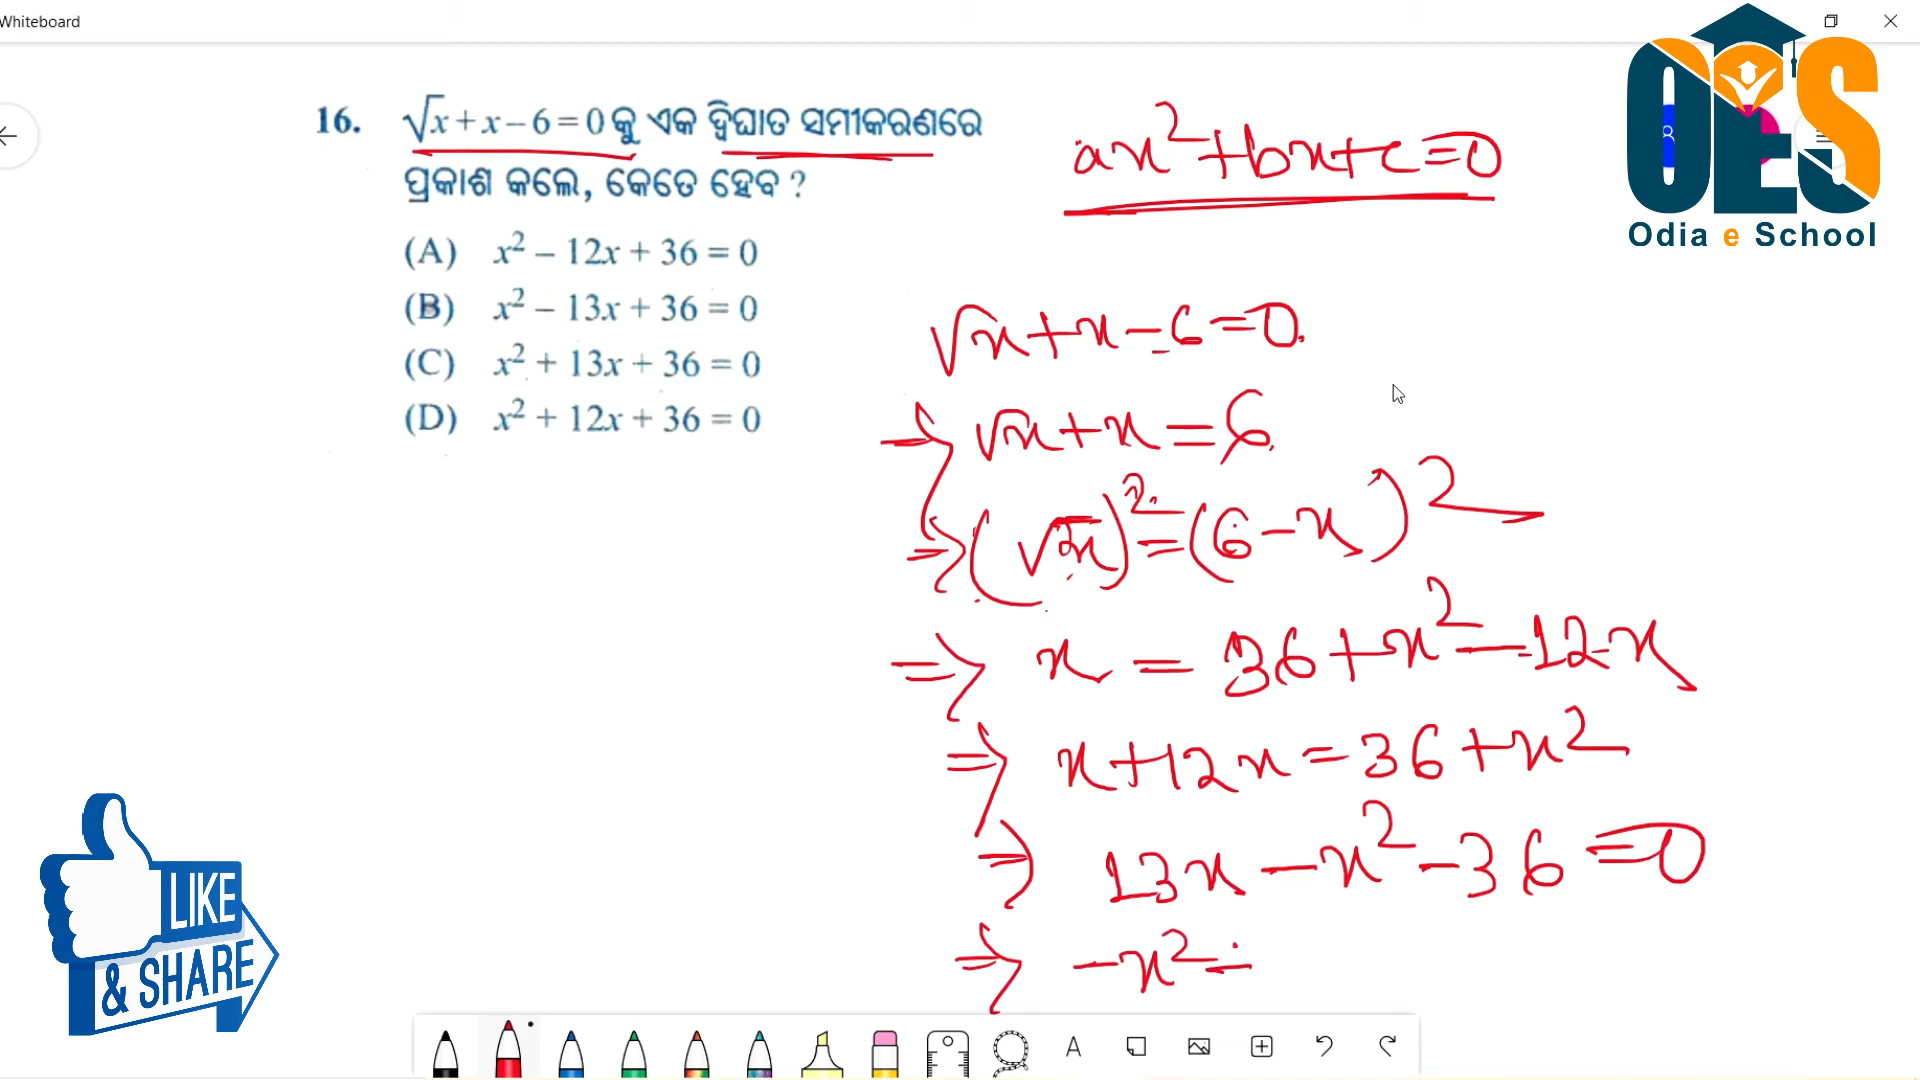 Whiteboard
16. √x + x – 6 = 0 କୁ ଏକ ଦ୍ୱିଘାତ ସମୀକରଣରେ
ପ୍ରକାଶ କଲେ, କେତେ ହେବ ?
(A) x² – 12x + 36 = 0
(B) x² – 13x + 36 = 0
(C) x² + 13x + 36 = 0
(D) x² + 12x + 36 = 0
ax²+bx+c=0
√x+x-6=0
⇒ √x+x=6
⇒ (√x)²=(6-x)²
⇒ x = 36+x²-12x
⇒ x+12x=36+x²
⇒ 13x-x²-36=0
⇒ -x²
OES
Odia e School
LIKE
& SHARE
A